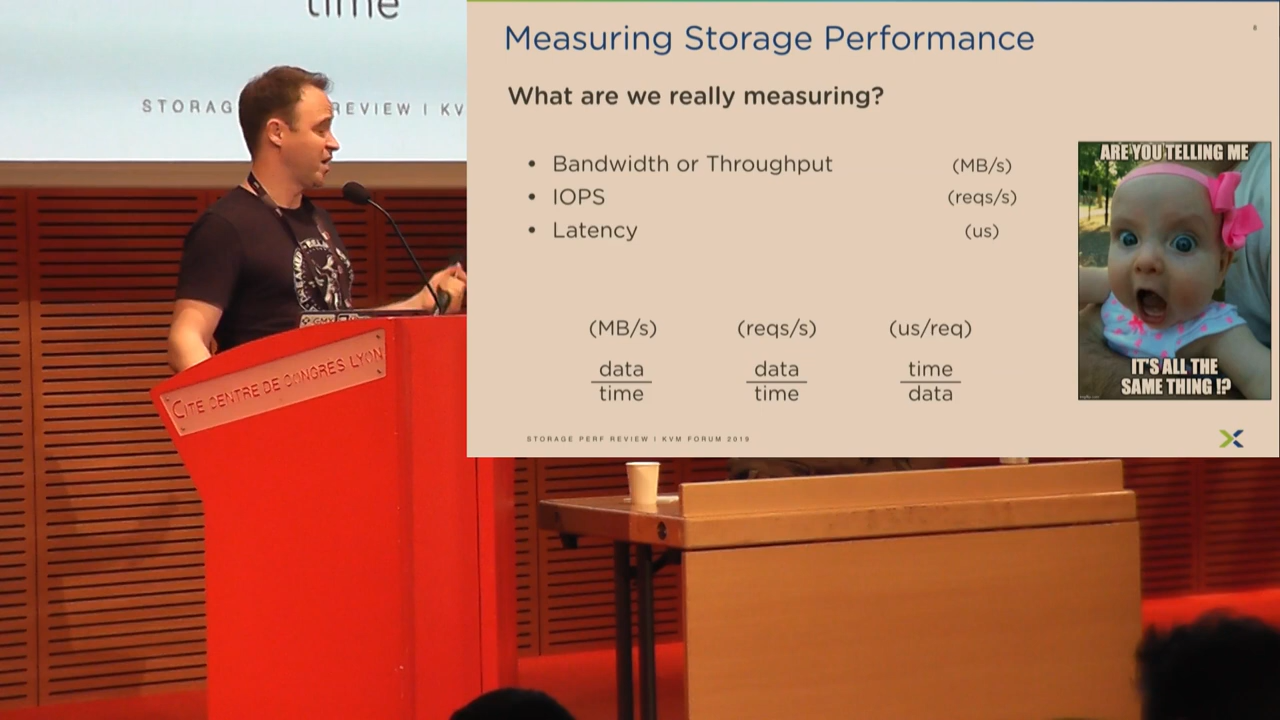 time
STORAG REVIEW | KV
CITE CENTRE DE CONGRES LYON
Measuring Storage Performance
What are we really measuring?
• Bandwidth or Throughput (MB/s)
• IOPS (reqs/s)
• Latency (us)
(MB/s) (reqs/s) (us/req)
data data time
time time data
STORAGE PERF REVIEW | KVM FORUM 2019
ARE YOU TELLING ME
IT'S ALL THE
SAME THING !?